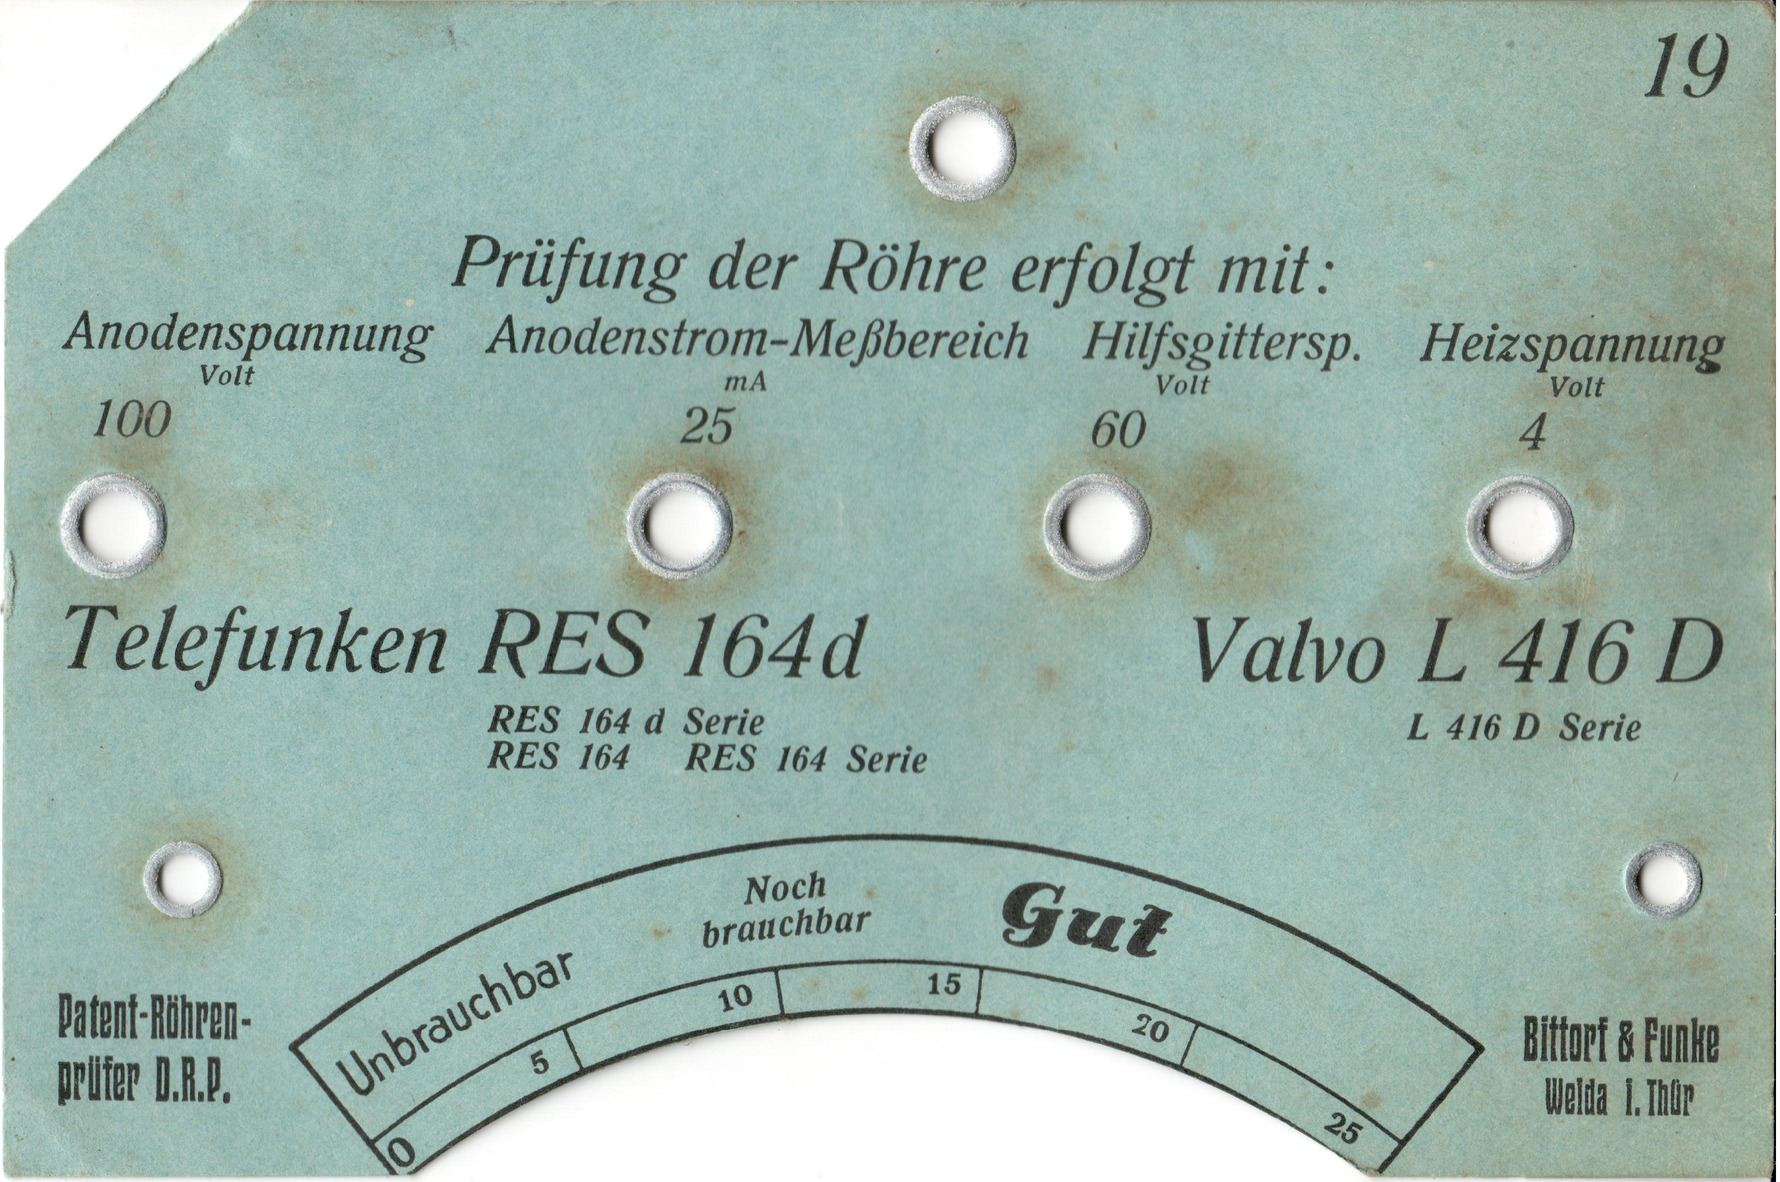 19
Prüfung der Röhre erfolgt mit:
Anodenspannung Anodenstrom-Meßbereich Hilfsgittersp. Heizspannung
Volt mA Volt Volt
100 25 60 4
Telefunken RES 164d Valvo L 416 D
RES 164 d Serie L 416 D Serie
RES 164 RES 164 Serie
Unbrauchbar Noch brauchbar Gut
0 5 10 15 20 25
Patent-Röhren-
prüfer D.R.P.
Bittorf & Funke
Weida i. Thür